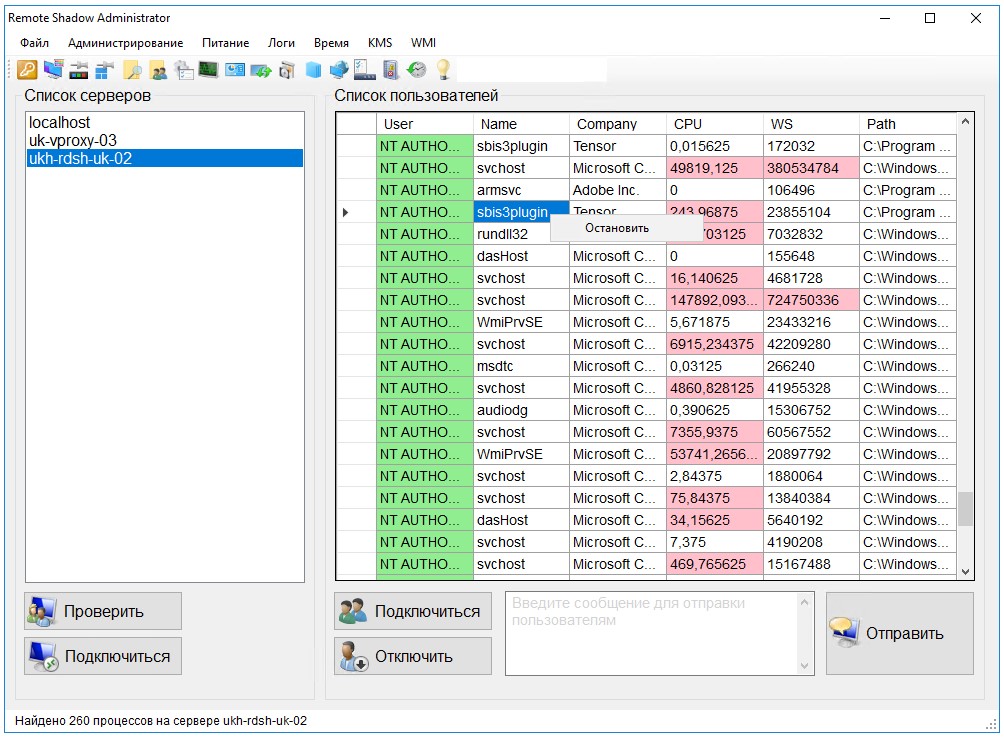 Remote Shadow Administrator
Файл Администрирование Питание Логи Время KMS WMI
Список серверов
localhost
uk-vproxy-03
ukh-rdsh-uk-02
Проверить
Подключиться
Список пользователей
User Name Company CPU WS Path
NT AUTHO... sbis3plugin Tensor 0,015625 172032 C:\Program ...
NT AUTHO... svchost Microsoft C... 49819,125 380534784 C:\Windows...
NT AUTHO... armsvc Adobe Inc. 0 106496 C:\Program ...
NT AUTHO... sbis3plugin Tensor 243,96875 23855104 C:\Program ...
Остановить
NT AUTHO... rundll32 703125 7032832 C:\Windows...
NT AUTHO... dasHost Microsoft C... 0 155648 C:\Windows...
NT AUTHO... svchost Microsoft C... 16,140625 4681728 C:\Windows...
NT AUTHO... svchost Microsoft C... 147892,093... 724750336 C:\Windows...
NT AUTHO... WmiPrvSE Microsoft C... 5,671875 23433216 C:\Windows...
NT AUTHO... svchost Microsoft C... 6915,234375 42209280 C:\Windows...
NT AUTHO... msdtc Microsoft C... 0,03125 266240 C:\Windows...
NT AUTHO... svchost Microsoft C... 4860,828125 41955328 C:\Windows...
NT AUTHO... audiodg Microsoft C... 0,390625 15306752 C:\Windows...
NT AUTHO... svchost Microsoft C... 7355,9375 60567552 C:\Windows...
NT AUTHO... WmiPrvSE Microsoft C... 53741,2656... 20897792 C:\Windows...
NT AUTHO... svchost Microsoft C... 2,84375 1880064 C:\Windows...
NT AUTHO... svchost Microsoft C... 75,84375 13840384 C:\Windows...
NT AUTHO... dasHost Microsoft C... 34,15625 5640192 C:\Windows...
NT AUTHO... svchost Microsoft C... 7,375 4190208 C:\Windows...
NT AUTHO... svchost Microsoft C... 469,765625 15167488 C:\Windows...
Подключиться
Отключить
Введите сообщение для отправки
пользователям
Отправить
Найдено 260 процессов на сервере ukh-rdsh-uk-02